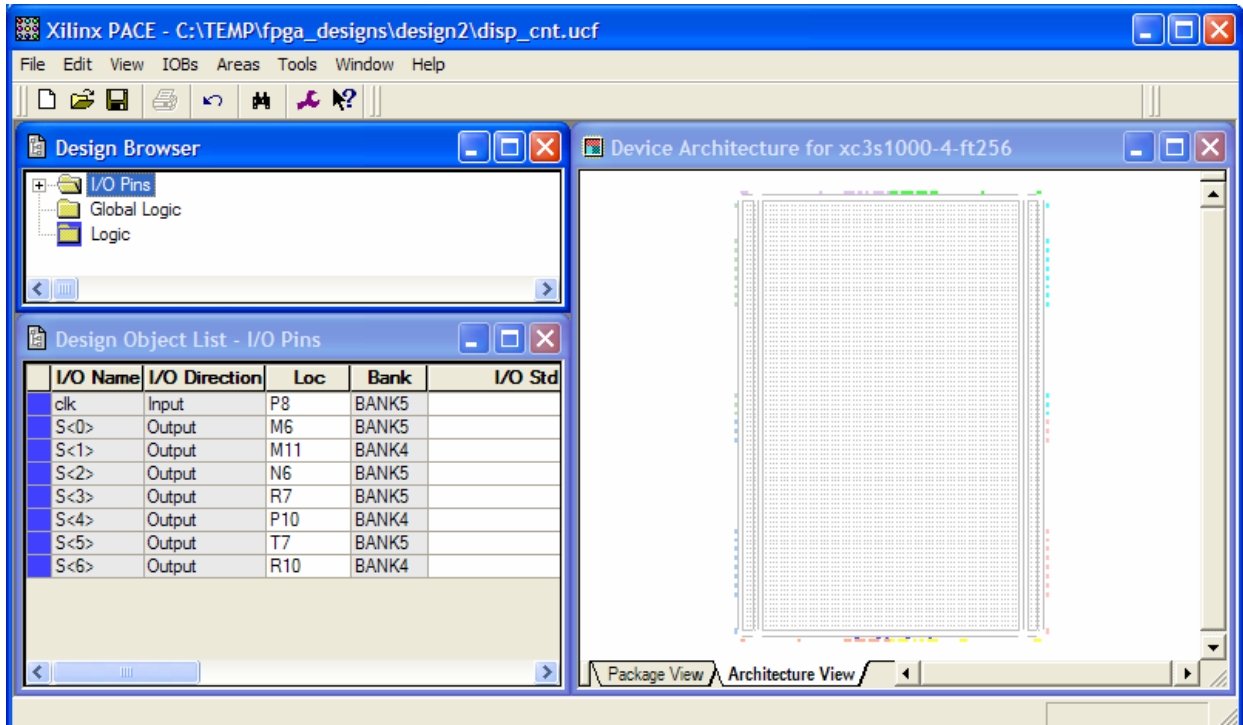 Xilinx PACE - C:\TEMP\fpga_designs\design2\disp_cnt.ucf
File Edit View IOBs Areas Tools Window Help
Design Browser
I/O Pins
Global Logic
Logic
Design Object List - I/O Pins
I/O Name I/O Direction Loc Bank I/O Std
clk Input P8 BANK5
S<0> Output M6 BANK5
S<1> Output M11 BANK4
S<2> Output N6 BANK5
S<3> Output R7 BANK5
S<4> Output P10 BANK4
S<5> Output T7 BANK5
S<6> Output R10 BANK4
Device Architecture for xc3s1000-4-ft256
Package View Architecture View